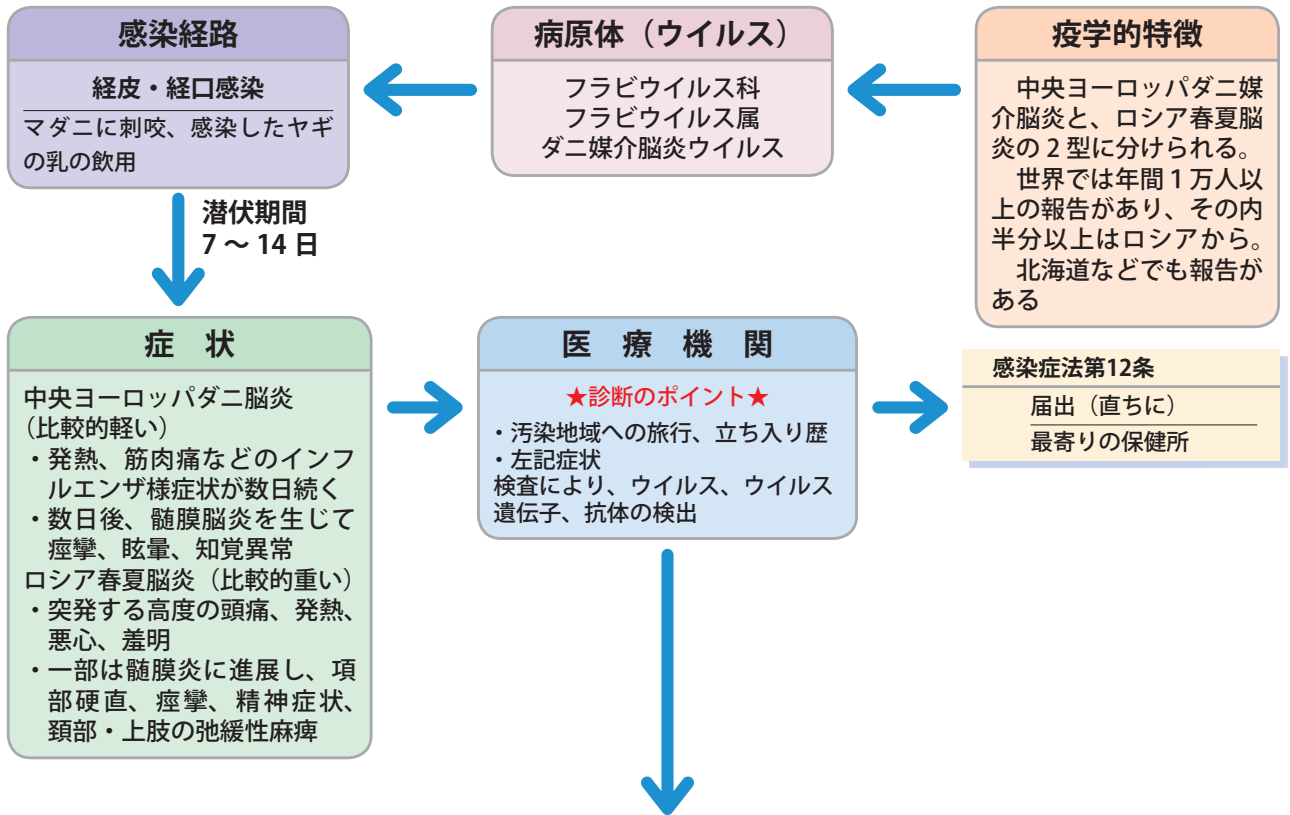 感染経路
経皮・経口感染
マダニに刺咬、感染したヤギ
の乳の飲用
病原体（ウイルス）
フラビウイルス科
フラビウイルス属
ダニ媒介脳炎ウイルス
疫学的特徴
中央ヨーロッパダニ媒
介脳炎と、ロシア春夏脳
炎の 2 型に分けられる。
世界では年間 1 万人以
上の報告があり、その内
半分以上はロシアから。
北海道などでも報告が
ある
潜伏期間
7 〜 14 日
症　状
中央ヨーロッパダニ脳炎
（比較的軽い）
・発熱、筋肉痛などのインフ
ルエンザ様症状が数日続く
・数日後、髄膜脳炎を生じて
痙攣、眩暈、知覚異常
ロシア春夏脳炎（比較的重い）
・突発する高度の頭痛、発熱、
悪心、羞明
・一部は髄膜炎に進展し、項
部硬直、痙攣、精神症状、
頚部・上肢の弛緩性麻痺
医　療　機　関
★診断のポイント★
・汚染地域への旅行、立ち入り歴
・左記症状
検査により、ウイルス、ウイルス
遺伝子、抗体の検出
感染症法第12条
届出（直ちに）
最寄りの保健所